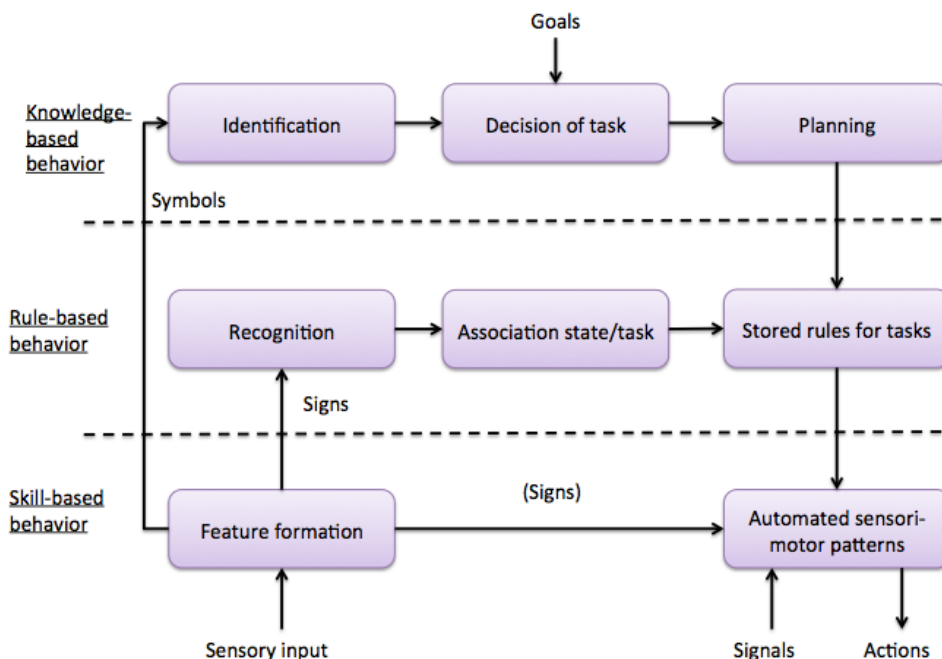 Goals
Knowledge-
based
behavior
Identification
Decision of task
Planning
Symbols
Rule-based
behavior
Recognition
Association state/task
Stored rules for tasks
Signs
Skill-based
behavior
Feature formation
(Signs)
Automated sensori-
motor patterns
Sensory input
Signals
Actions